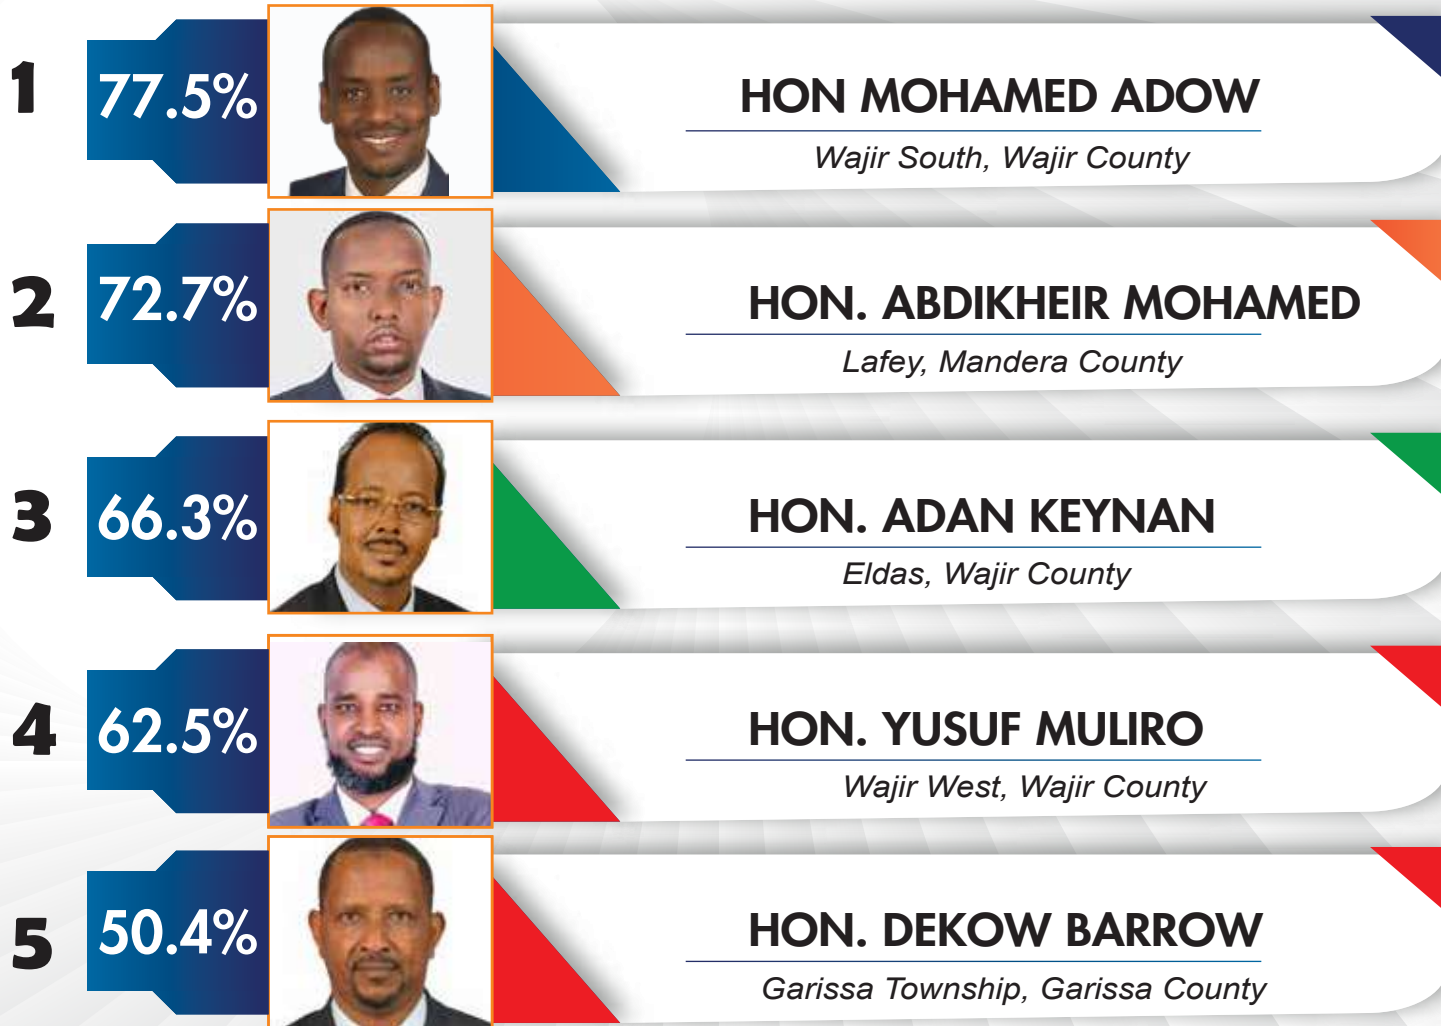 1
77.5%
HON MOHAMED ADOW
Wajir South, Wajir County
2
72.7%
HON. ABDIKHEIR MOHAMED
Lafey, Mandera County
3
66.3%
HON. ADAN KEYNAN
Eldas, Wajir County
4
62.5%
HON. YUSUF MULIRO
Wajir West, Wajir County
5
50.4%
HON. DEKOW BARROW
Garissa Township, Garissa County